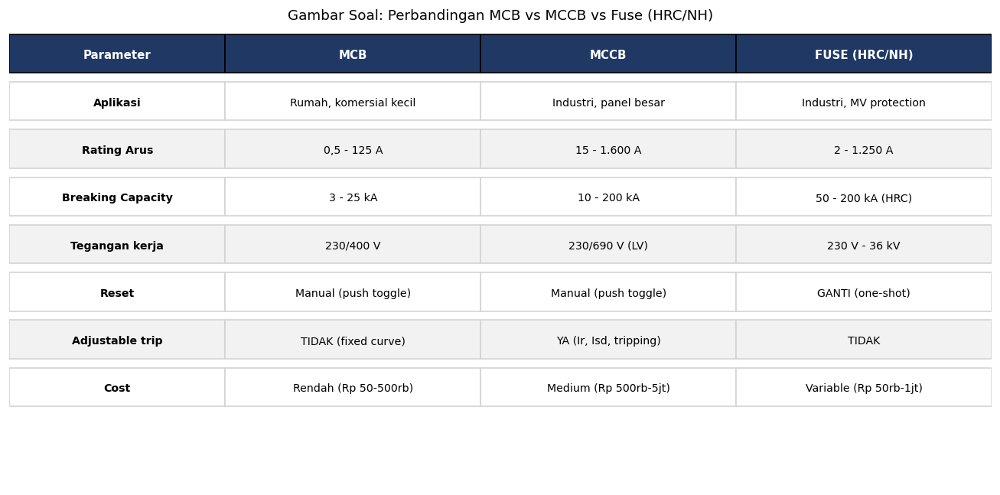 Gambar Soal: Perbandingan MCB vs MCCB vs Fuse (HRC/NH)
Parameter MCB MCCB FUSE (HRC/NH)
Aplikasi Rumah, komersial kecil Industri, panel besar Industri, MV protection
Rating Arus 0,5 - 125 A 15 - 1.600 A 2 - 1.250 A
Breaking Capacity 3 - 25 kA 10 - 200 kA 50 - 200 kA (HRC)
Tegangan kerja 230/400 V 230/690 V (LV) 230 V - 36 kV
Reset Manual (push toggle) Manual (push toggle) GANTI (one-shot)
Adjustable trip TIDAK (fixed curve) YA (Ir, Isd, tripping) TIDAK
Cost Rendah (Rp 50-500rb) Medium (Rp 500rb-5jt) Variable (Rp 50rb-1jt)